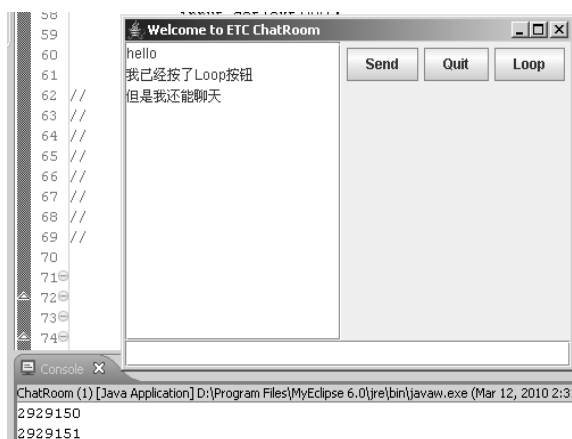 58
59
60
61
62 //
63 //
64 //
65 //
66 //
67 //
68 //
69 //
70
71
72
73
74
Welcome to ETC ChatRoom
hello
我已经按了Loop按钮
但是我还能聊天
Send Quit Loop
Console
ChatRoom (1) [Java Application] D:\Program Files\MyEclipse 6.0\jre\bin\javaw.exe (Mar 12, 2010 2:3
2929150
2929151